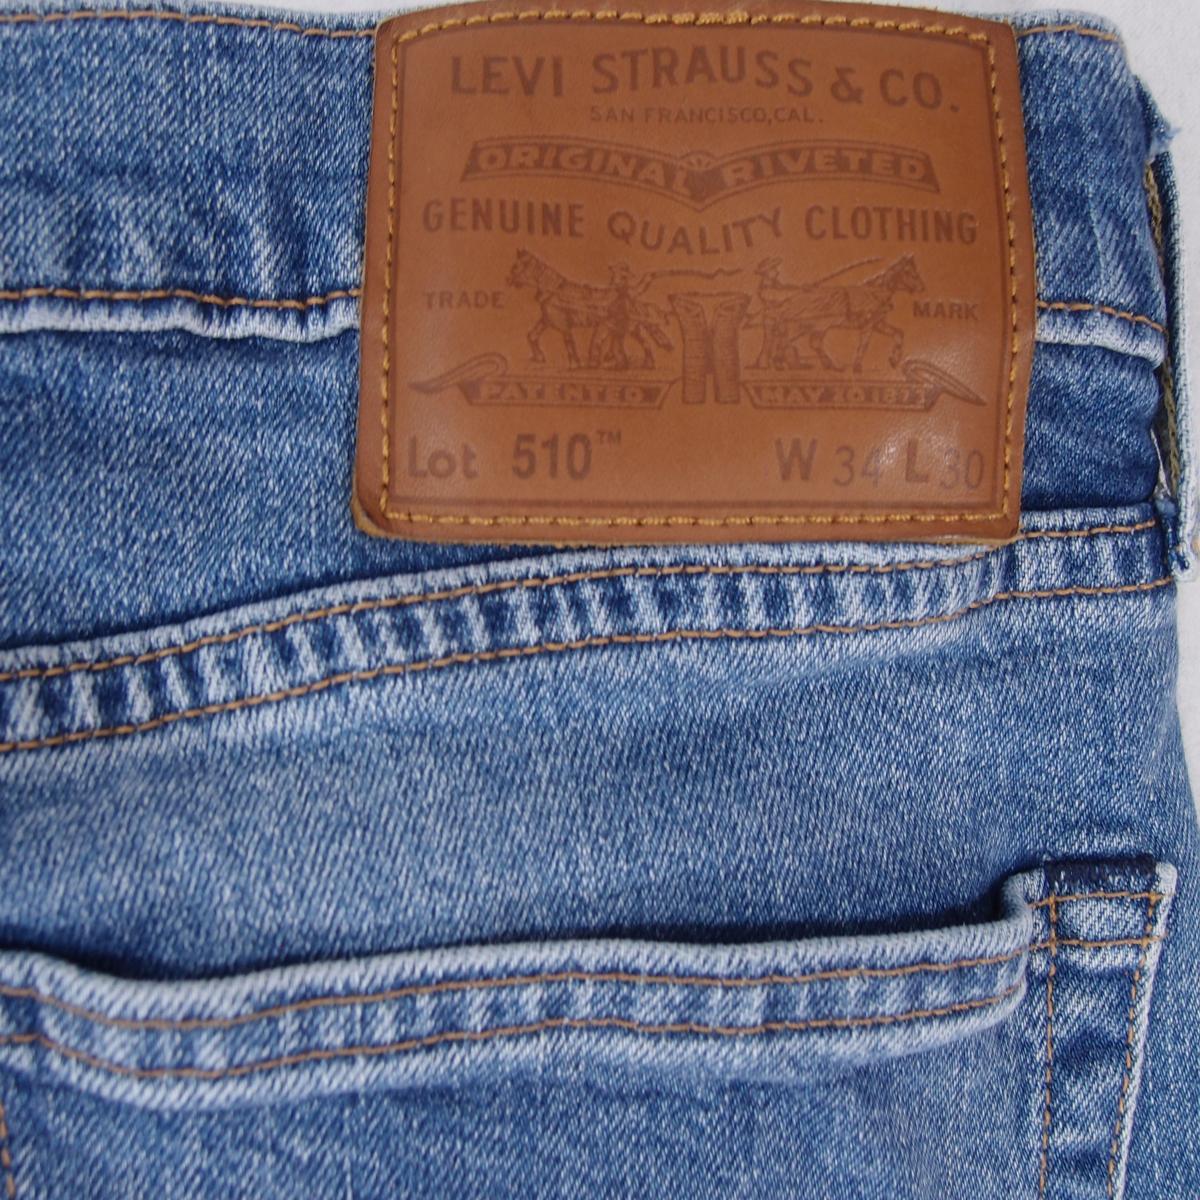 LEVI STRAUSS & CO.
SAN FRANCISCO, CAL.
ORIGINAL RIVETED
GENUINE QUALITY CLOTHING
TRADE MARK
PATENTED MAY 20 1873
Lot 510™ W 34 L 30